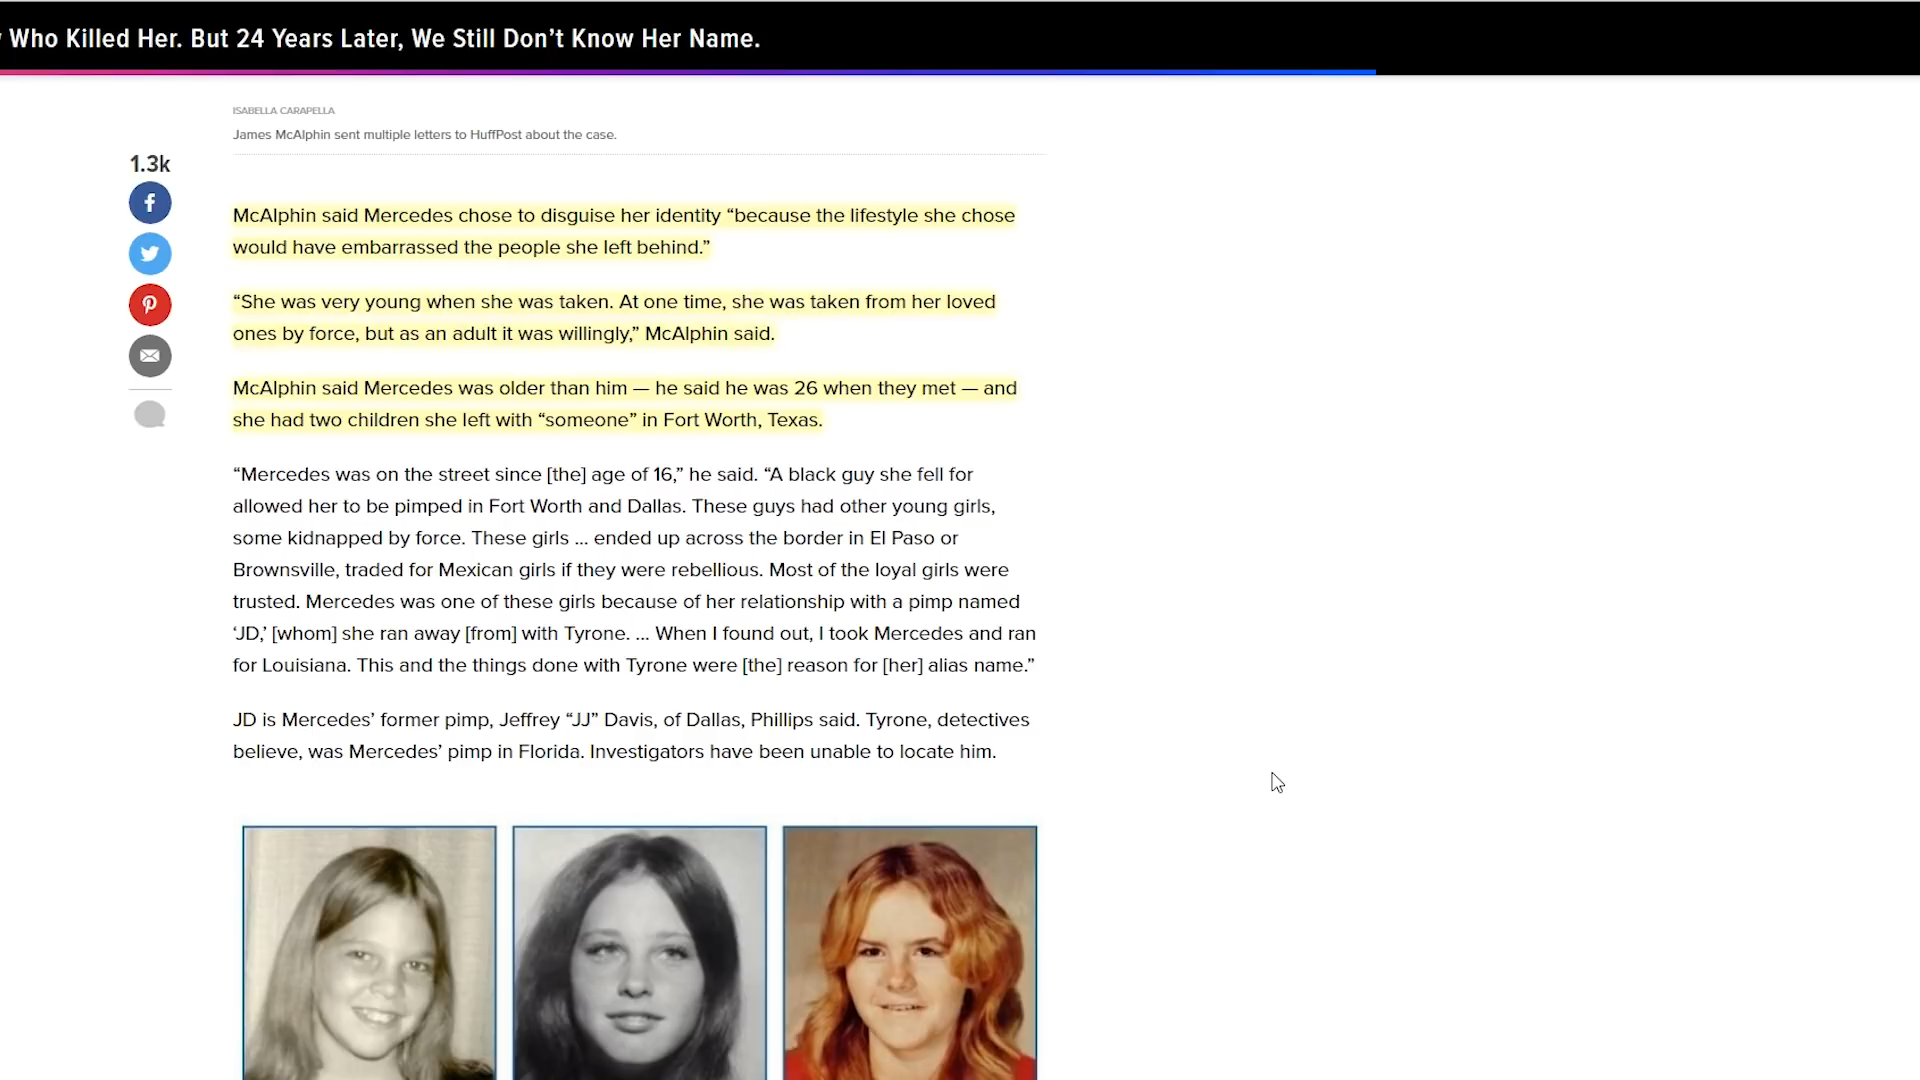 Who Killed Her. But 24 Years Later, We Still Don’t Know Her Name.
ISABELLA CARAPELLA
James McAlphin sent multiple letters to HuffPost about the case.
1.3k
McAlphin said Mercedes chose to disguise her identity “because the lifestyle she chose
would have embarrassed the people she left behind.”
“She was very young when she was taken. At one time, she was taken from her loved
ones by force, but as an adult it was willingly,” McAlphin said.
McAlphin said Mercedes was older than him — he said he was 26 when they met — and
she had two children she left with “someone” in Fort Worth, Texas.
“Mercedes was on the street since [the] age of 16,” he said. “A black guy she fell for
allowed her to be pimped in Fort Worth and Dallas. These guys had other young girls,
some kidnapped by force. These girls ... ended up across the border in El Paso or
Brownsville, traded for Mexican girls if they were rebellious. Most of the loyal girls were
trusted. Mercedes was one of these girls because of her relationship with a pimp named
‘JD,’ [whom] she ran away [from] with Tyrone. ... When I found out, I took Mercedes and ran
for Louisiana. This and the things done with Tyrone were [the] reason for [her] alias name.”
JD is Mercedes’ former pimp, Jeffrey “JJ” Davis, of Dallas, Phillips said. Tyrone, detectives
believe, was Mercedes’ pimp in Florida. Investigators have been unable to locate him.